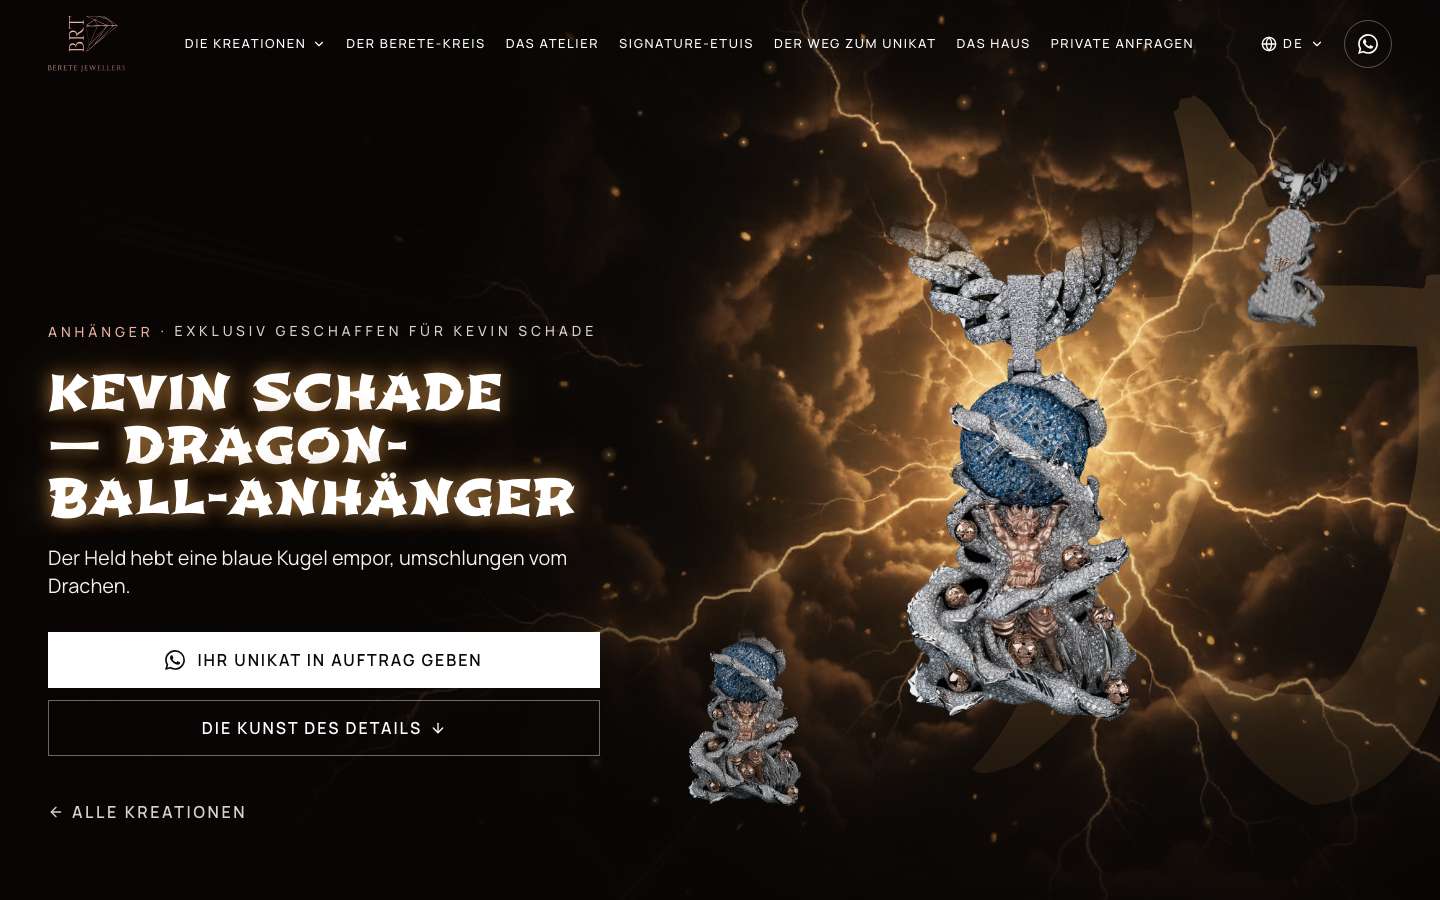 BRT
BERETE JEWELLERS
DIE KREATIONEN
DER BERETE-KREIS
DAS ATELIER
SIGNATURE-ETUIS
DER WEG ZUM UNIKAT
DAS HAUS
PRIVATE ANFRAGEN
DE
ANHÄNGER · EXKLUSIV GESCHAFFEN FÜR KEVIN SCHADE
KEVIN SCHADE
— DRAGON-
BALL-ANHÄNGER
Der Held hebt eine blaue Kugel empor, umschlungen vom
Drachen.
IHR UNIKAT IN AUFTRAG GEBEN
DIE KUNST DES DETAILS ↓
← ALLE KREATIONEN